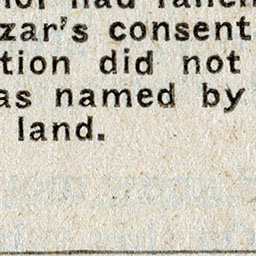 zar's consent
tion did not
as named by
land.